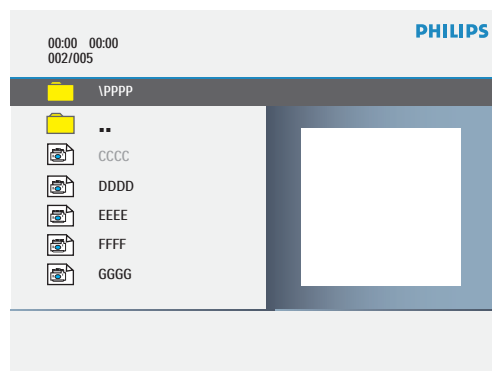 PHILIPS
00:00 00:00
002/005
\PPPP
..
CCCC
DDDD
EEEE
FFFF
GGGG